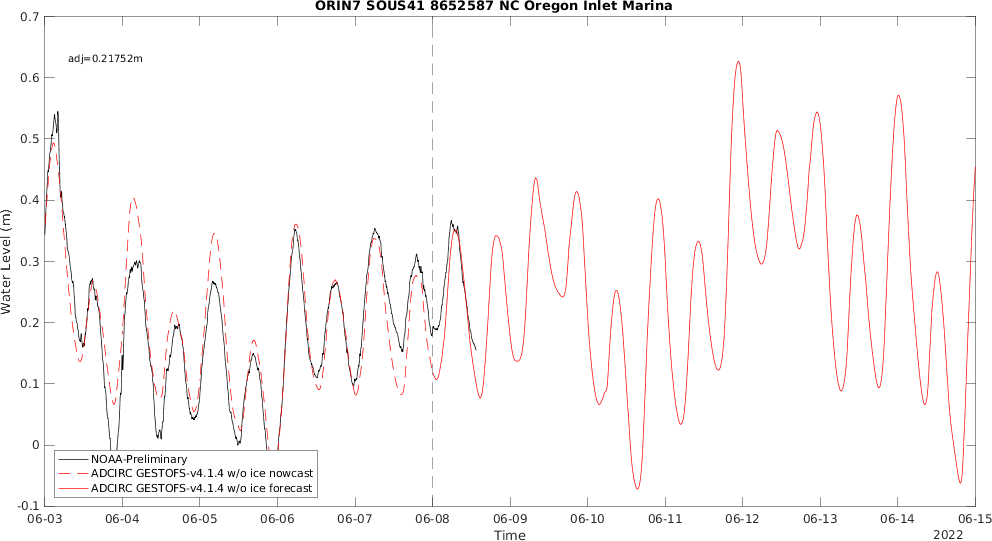 ORIN7 SOUS41 8652587 NC Oregon Inlet Marina
0.7
adj=0.21752m
0.6
0.5
0.4
0.3
0.2
0.1
0
-0.1
Water Level (m)
NOAA-Preliminary
ADCIRC GESTOFS-v4.1.4 w/o ice nowcast
ADCIRC GESTOFS-v4.1.4 w/o ice forecast
06-03 06-04 06-05 06-06 06-07 06-08 06-09 06-10 06-11 06-12 06-13 06-14 06-15
Time
2022